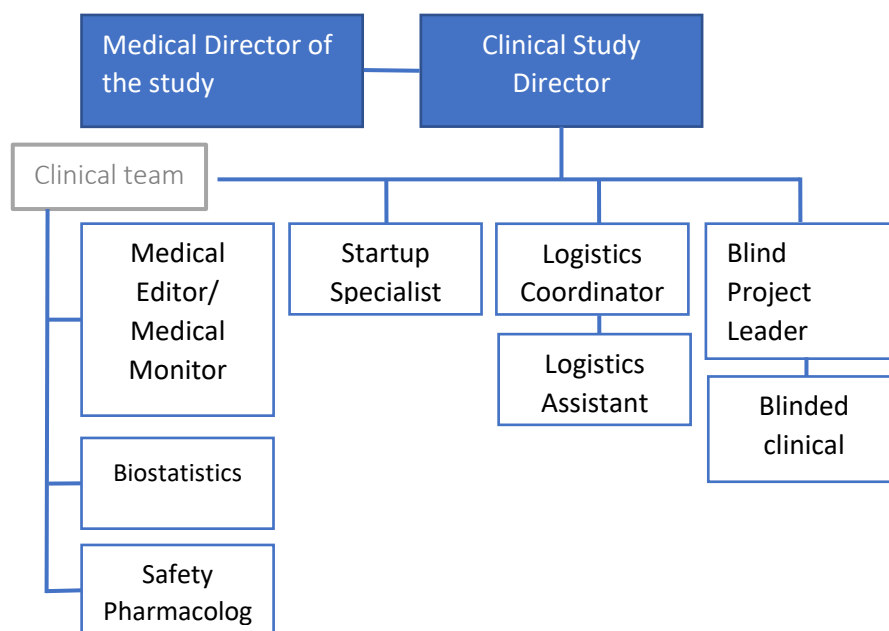 Medical Director of
the study
Clinical Study
Director
Clinical team
Medical
Editor/
Medical
Monitor
Startup
Specialist
Logistics
Coordinator
Blind
Project
Leader
Logistics
Assistant
Blinded
clinical
Biostatistics
Safety
Pharmacolog